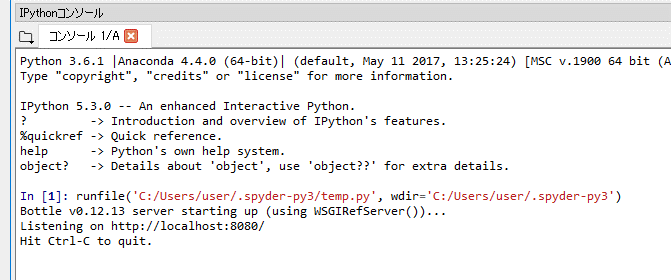 IPythonコンソール
コンソール 1/A
Python 3.6.1 |Anaconda 4.4.0 (64-bit)| (default, May 11 2017, 13:25:24) [MSC v.1900 64 bit (A
Type "copyright", "credits" or "license" for more information.
IPython 5.3.0 -- An enhanced Interactive Python.
?         -> Introduction and overview of IPython's features.
%quickref -> Quick reference.
help      -> Python's own help system.
object?   -> Details about 'object', use 'object??' for extra details.
In [1]: runfile('C:/Users/user/.spyder-py3/temp.py', wdir='C:/Users/user/.spyder-py3')
Bottle v0.12.13 server starting up (using WSGIRefServer())...
Listening on http://localhost:8080/
Hit Ctrl-C to quit.